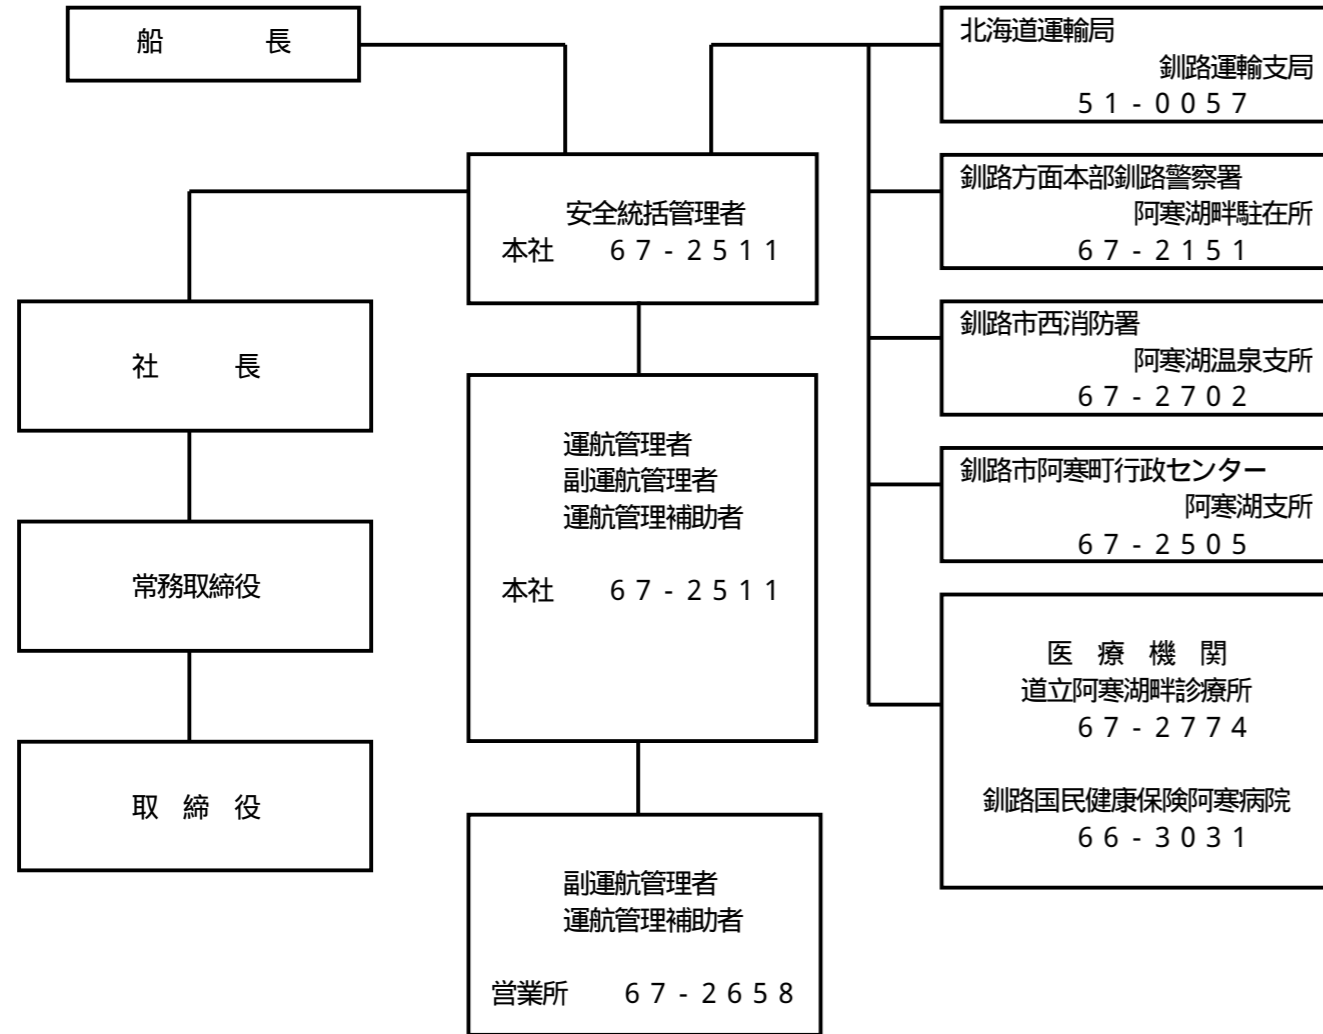 船　　　　長
安全統括管理者
本社　　67-2511
社　　　長
常務取締役
取　締　役
運航管理者
副運航管理者
運航管理補助者
本社　　67-2511
副運航管理者
運航管理補助者
営業所　　67-2658
北海道運輸局
釧路運輸支局
51-0057
釧路方面本部釧路警察署
阿寒湖畔駐在所
67-2151
釧路市西消防署
阿寒湖温泉支所
67-2702
釧路市阿寒町行政センター
阿寒湖支所
67-2505
医　療　機　関
道立阿寒湖畔診療所
67-2774
釧路国民健康保険阿寒病院
66-3031